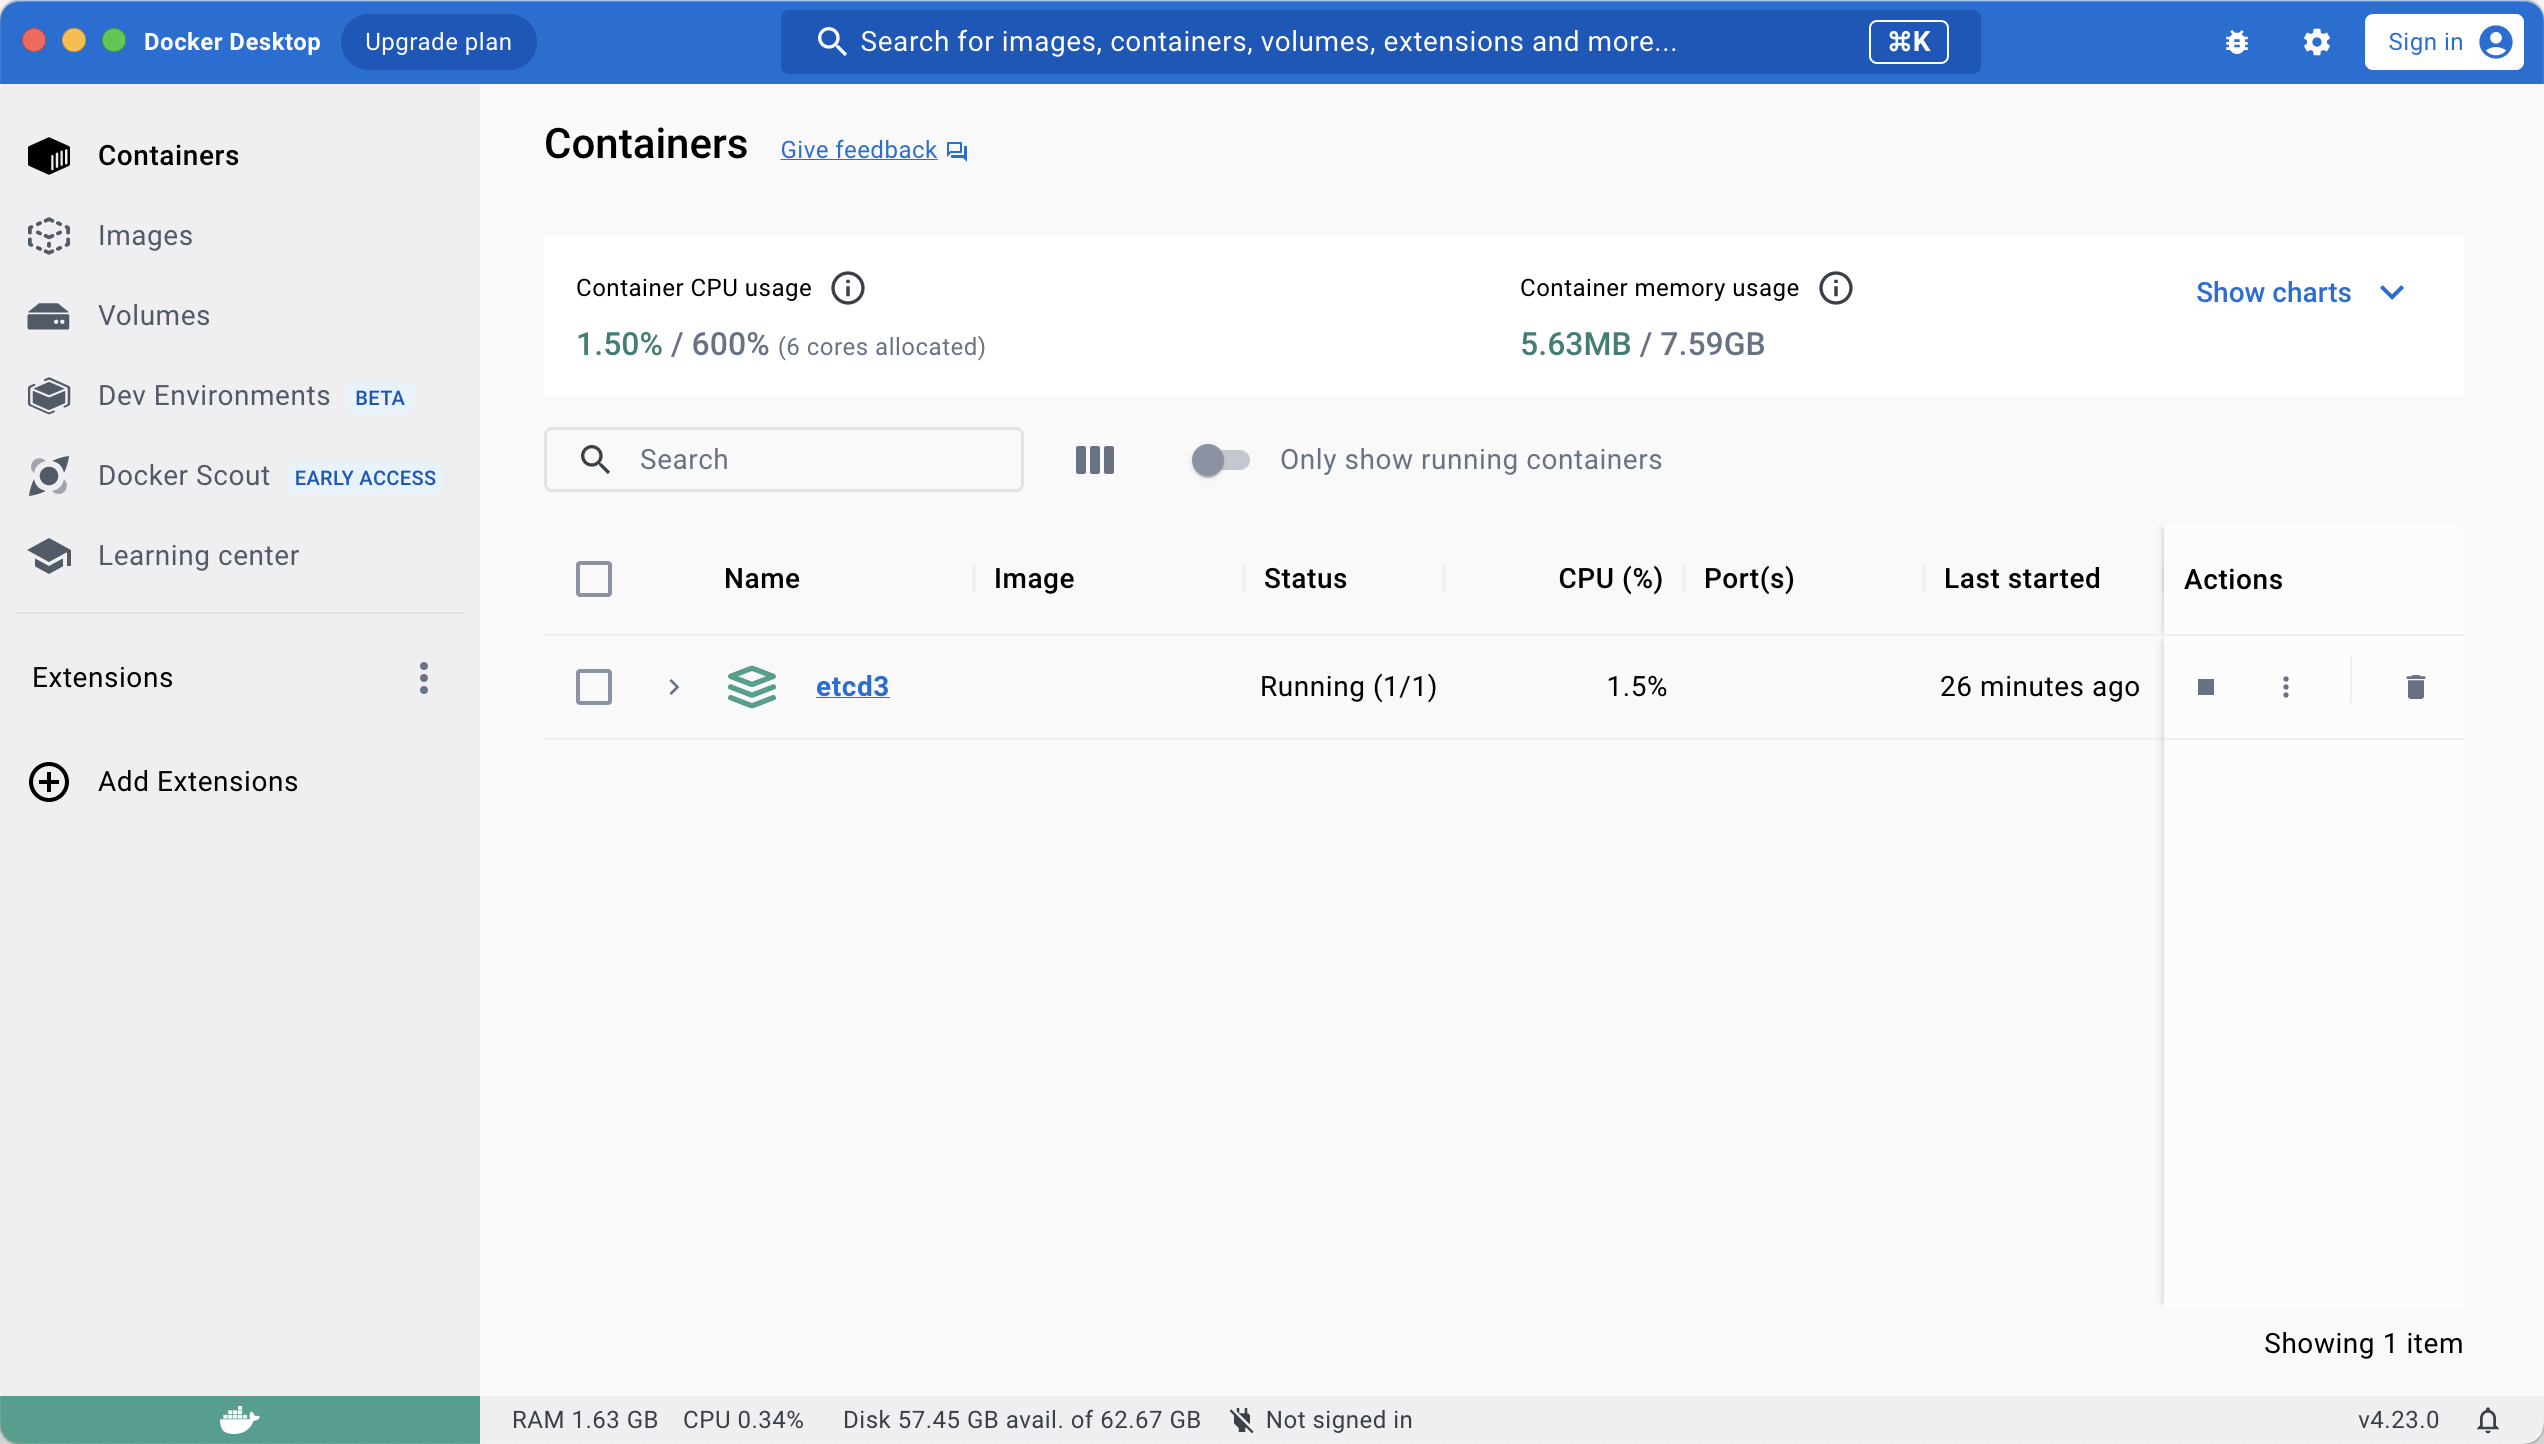 Docker Desktop
Upgrade plan
Search for images, containers, volumes, extensions and more...
⌘K
Sign in
Containers
Images
Volumes
Dev Environments BETA
Docker Scout EARLY ACCESS
Learning center
Extensions
Add Extensions
Containers
Give feedback
Container CPU usage
1.50% / 600% (6 cores allocated)
Container memory usage
5.63MB / 7.59GB
Show charts
Search
Only show running containers
Name Image Status CPU (%) Port(s) Last started Actions
etcd3 Running (1/1) 1.5% 26 minutes ago
Showing 1 item
RAM 1.63 GB CPU 0.34% Disk 57.45 GB avail. of 62.67 GB Not signed in v4.23.0